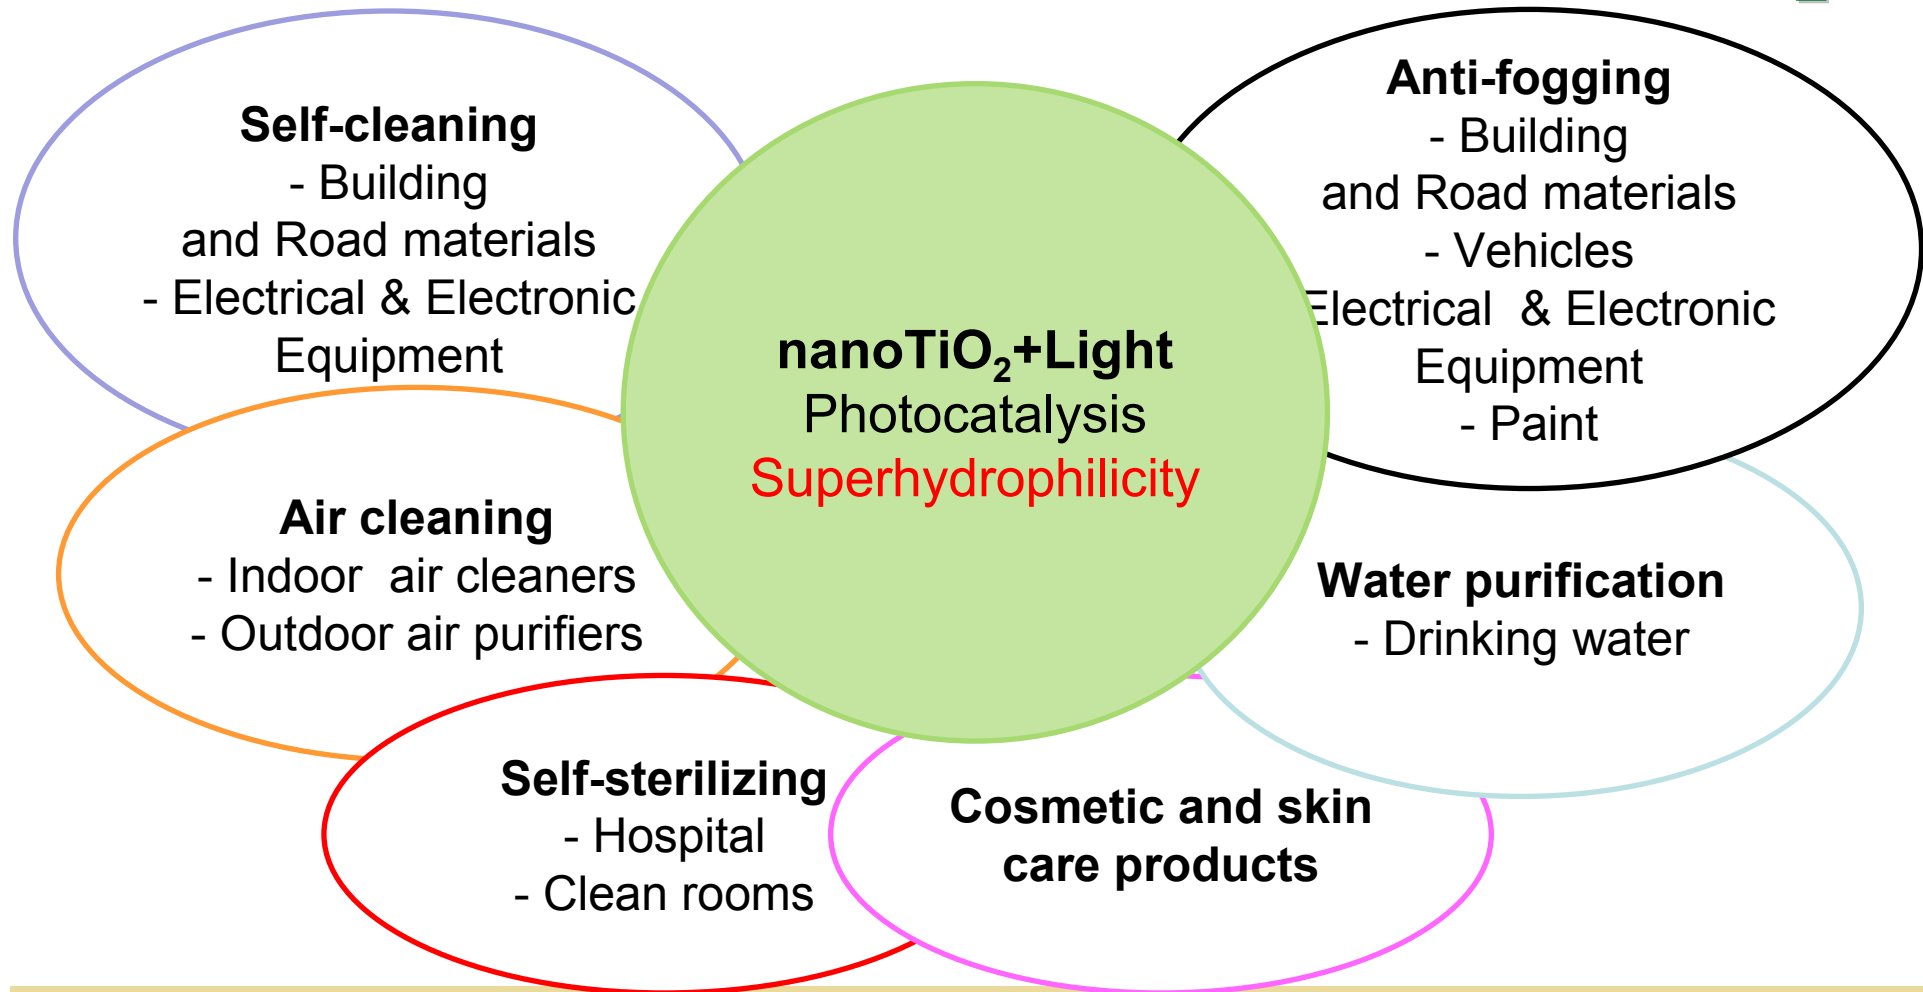 Self-cleaning
- Building
and Road materials
- Electrical & Electronic
Equipment
Air cleaning
- Indoor  air cleaners
- Outdoor air purifiers
Self-sterilizing
- Hospital
- Clean rooms
nanoTiO₂+Light
Photocatalysis
Superhydrophilicity
Cosmetic and skin
care products
Anti-fogging
- Building
and Road materials
- Vehicles
Electrical  & Electronic
Equipment
- Paint
Water purification
- Drinking water